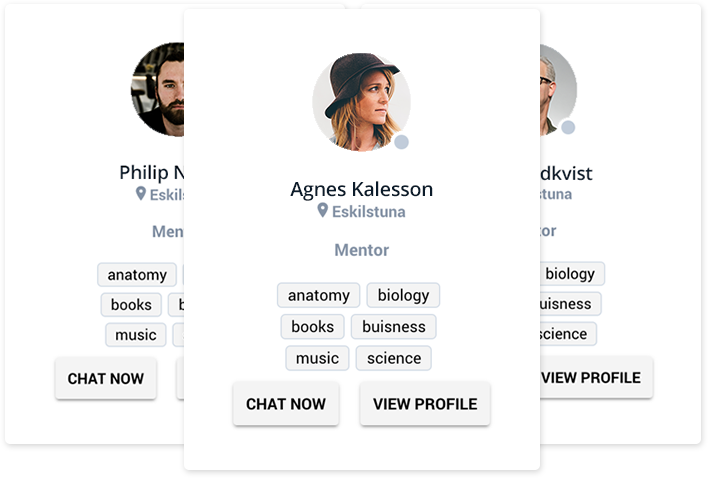 Philip N
Eskils
Men
anatomy
books b
music
CHAT NOW
Agnes Kalesson
Eskilstuna
Mentor
anatomy biology
books buisness
music science
CHAT NOW VIEW PROFILE
dkvist
stuna
tor
biology
uisness
science
VIEW PROFILE